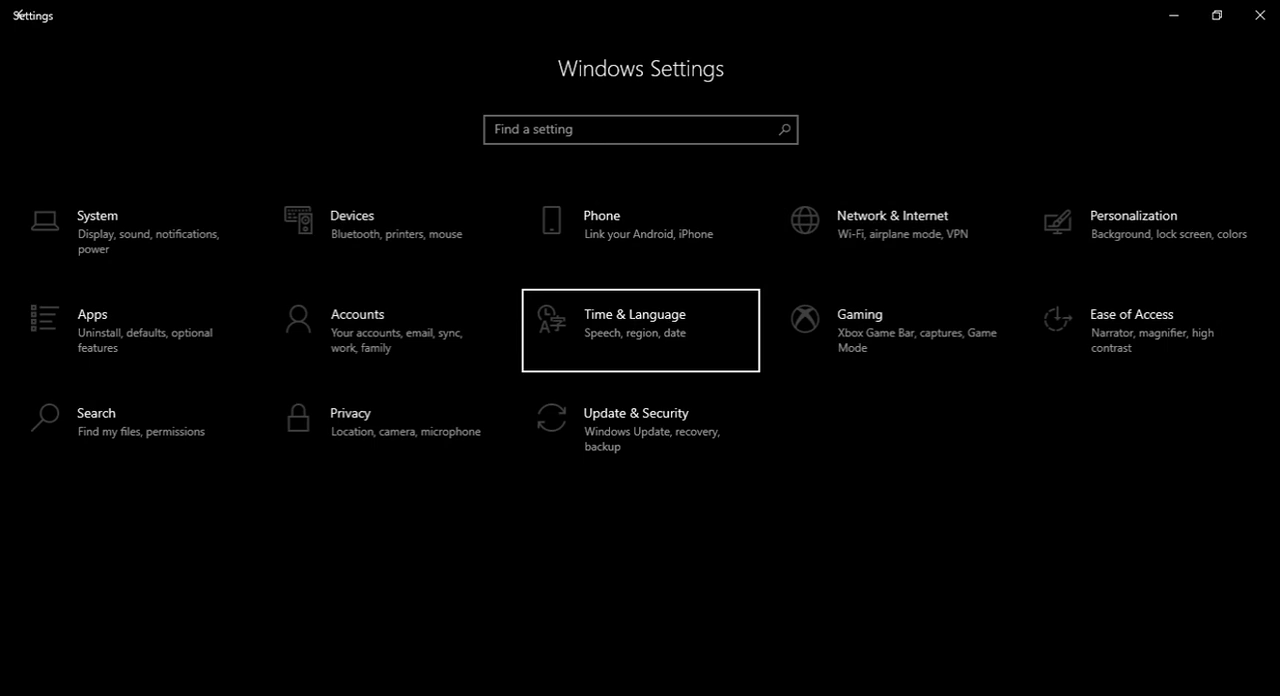 Settings
Windows Settings
Find a setting
System
Display, sound, notifications,
power
Devices
Bluetooth, printers, mouse
Phone
Link your Android, iPhone
Network & Internet
Wi-Fi, airplane mode, VPN
Personalization
Background, lock screen, colors
Apps
Uninstall, defaults, optional
features
Accounts
Your accounts, email, sync,
work, family
Time & Language
Speech, region, date
Gaming
Xbox Game Bar, captures, Game
Mode
Ease of Access
Narrator, magnifier, high
contrast
Search
Find my files, permissions
Privacy
Location, camera, microphone
Update & Security
Windows Update, recovery,
backup